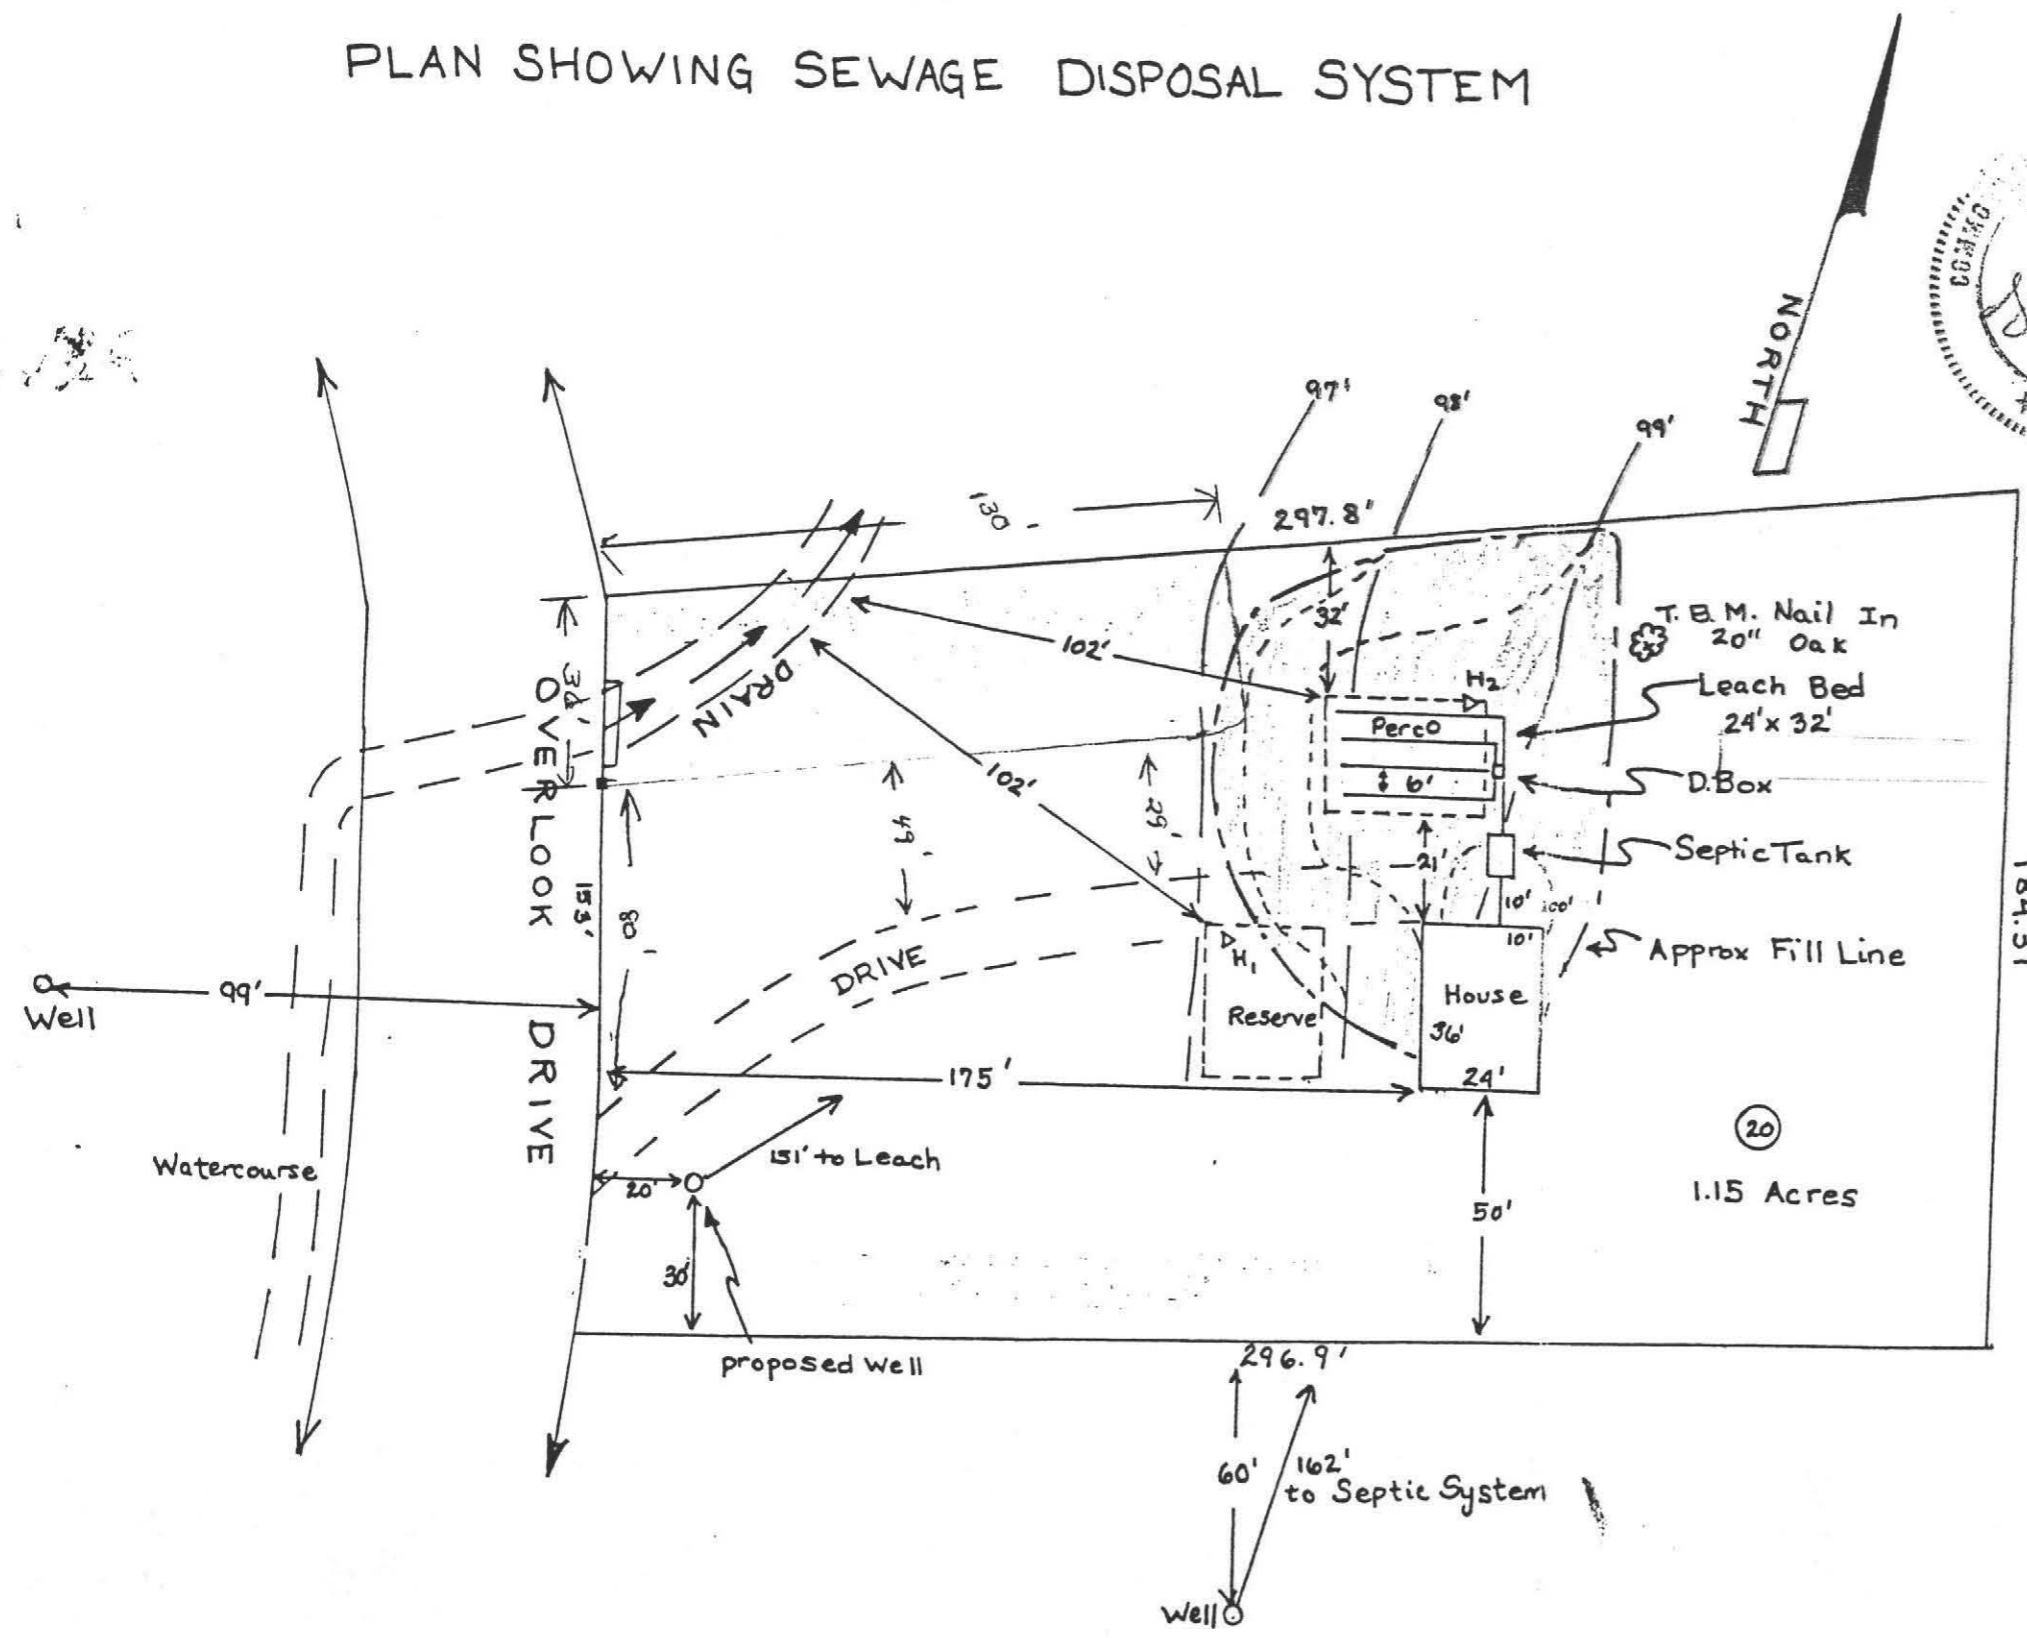 PLAN SHOWING SEWAGE DISPOSAL SYSTEM
NORTH
97'
98'
99'
130
297.8'
32'
T.B.M. Nail In
20" Oak
102'
H2
Leach Bed
24' x 32'
Perco
DRAIN
OVERLOOK DRIVE
102'
6'
D.Box
29'
49'
21'
Septic Tank
153'
80'
10'
100'
10'
184.51
DRIVE
H1
Approx Fill Line
99'
Well
House
Reserve
36'
24'
175'
20
1.15 Acres
Watercourse
151' to Leach
20'
50'
30'
proposed Well
296.9'
60'
162'
to Septic System
Well